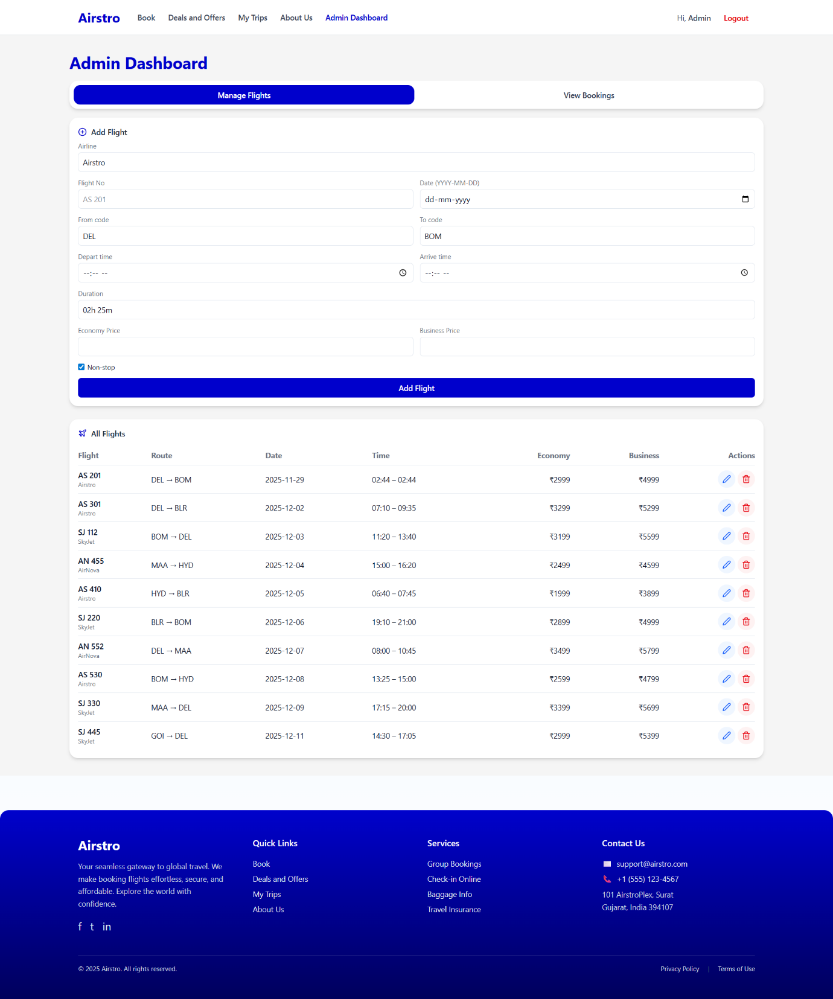 Airstro Book Deals and Offers My Trips About Us Admin Dashboard Hi, Admin Logout
Admin Dashboard
Manage Flights View Bookings
Add Flight
Airline
Airstro
Flight No Date (YYYY-MM-DD)
AS 201 dd-mm-yyyy
From code To code
DEL BOM
Depart time Arrive time
--:-- -- --:-- --
Duration
02h 25m
Economy Price Business Price
Non-stop
Add Flight
All Flights
Flight Route Date Time Economy Business Actions
AS 201 DEL → BOM 2025-11-29 02:44 – 02:44 ₹2999 ₹4999
Airstro
AS 301 DEL → BLR 2025-12-02 07:10 – 09:35 ₹3299 ₹5299
Airstro
SJ 112 BOM → DEL 2025-12-03 11:20 – 13:40 ₹3199 ₹5599
SkyJet
AN 455 MAA → HYD 2025-12-04 15:00 – 16:20 ₹2499 ₹4599
AirNova
AS 410 HYD → BLR 2025-12-05 06:40 – 07:45 ₹1999 ₹3899
Airstro
SJ 220 BLR → BOM 2025-12-06 19:10 – 21:00 ₹2899 ₹4999
SkyJet
AN 552 DEL → MAA 2025-12-07 08:00 – 10:45 ₹3499 ₹5799
AirNova
AS 530 BOM → HYD 2025-12-08 13:25 – 15:00 ₹2599 ₹4799
Airstro
SJ 330 MAA → DEL 2025-12-09 17:15 – 20:00 ₹3399 ₹5699
SkyJet
SJ 445 GOI → DEL 2025-12-11 14:30 – 17:05 ₹2999 ₹5399
SkyJet
Airstro
Your seamless gateway to global travel. We
make booking flights effortless, secure, and
affordable. Explore the world with
confidence.
f t in
Quick Links
Book
Deals and Offers
My Trips
About Us
Services
Group Bookings
Check-in Online
Baggage Info
Travel Insurance
Contact Us
support@airstro.com
+1 (555) 123-4567
101 AirstroPlex, Surat
Gujarat, India 394107
© 2025 Airstro. All rights reserved. Privacy Policy | Terms of Use